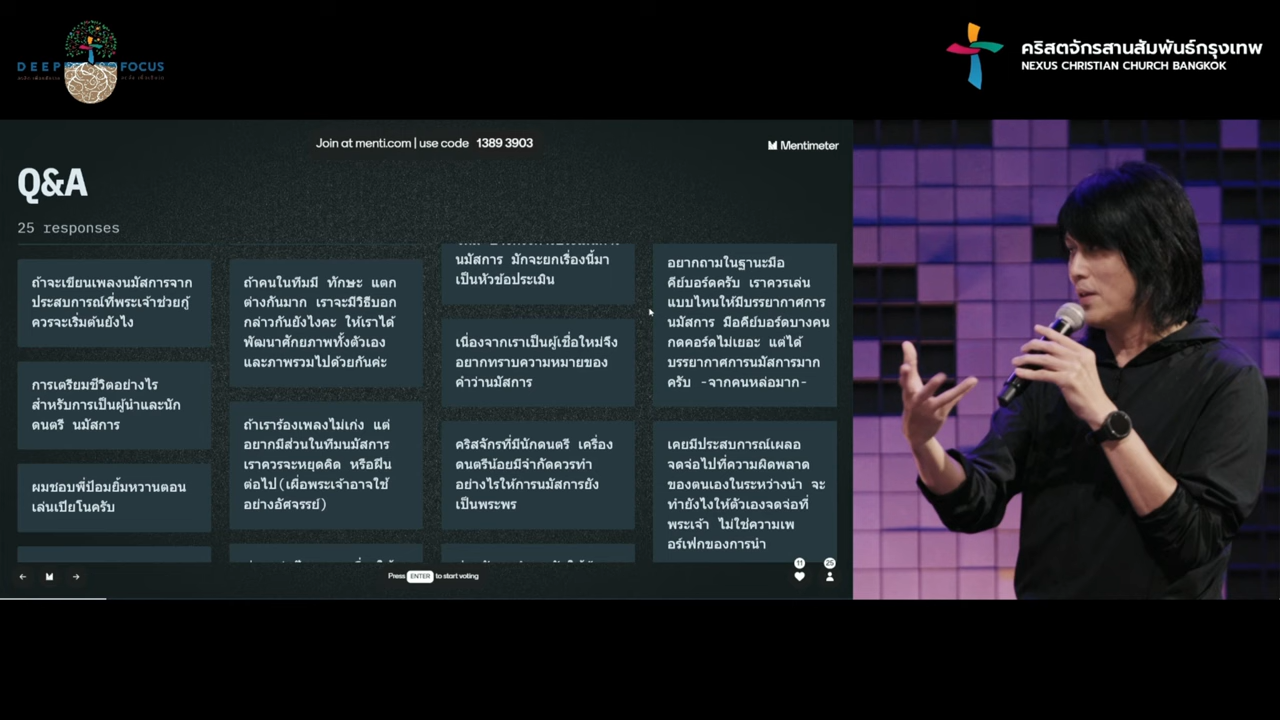 DEEP FOCUS
คริสตจักรสานสัมพันธ์กรุงเทพ
NEXUS CHRISTIAN CHURCH BANGKOK
Join at menti.com | use code 1389 3903
Mentimeter
Q&A
25 responses
ถ้าจะเขียนเพลงนมัสการจาก
ประสบการณ์ที่พระเจ้าช่วยกู้
ควรจะเริ่มต้นยังไง
การเตรียมชีวิตอย่างไร
สำหรับการเป็นผู้นำและนัก
ดนตรี นมัสการ
ผมชอบพี่ป้อมยิ้มหวานตอน
เล่นเปียโนครับ
ถ้าคนในทีมมี ทักษะ แตก
ต่างกันมาก เราจะมีวิธีบอก
กล่าวกันยังไงคะ ให้เราได้
พัฒนาศักยภาพทั้งตัวเอง
และภาพรวมไปด้วยกันค่ะ
ถ้าเราร้องเพลงไม่เก่ง แต่
อยากมีส่วนในทีมนมัสการ
เราควรจะหยุดคิด หรือฝืน
ต่อไป(เผื่อพระเจ้าอาจใช้
อย่างอัศจรรย์)
นมัสการ มักจะยกเรื่องนี้มา
เป็นหัวข้อประเมิน
เนื่องจากเราเป็นผู้เชื่อใหม่จึง
อยากทราบความหมายของ
คำว่านมัสการ
คริสจักรที่มีนักดนตรี เครื่อง
ดนตรีน้อยมีจำกัดควรทำ
อย่างไรให้การนมัสการยัง
เป็นพระพร
อยากถามในฐานะมือ
คีย์บอร์ดครับ เราควรเล่น
แบบไหนให้มีบรรยากาศการ
นมัสการ มือคีย์บอร์ดบางคน
กดคอร์ดไม่เยอะ แต่ได้
บรรยากาศการนมัสการมาก
ครับ -จากคนหล่อมาก-
เคยมีประสบการณ์เผลอ
จดจ่อไปที่ความผิดพลาด
ของตนเองในระหว่างนำ จะ
ทำยังไงให้ตัวเองจดจ่อที่
พระเจ้า ไม่ใช่ความเพ
อร์เฟกของการนำ
Press ENTER to start voting
11
25